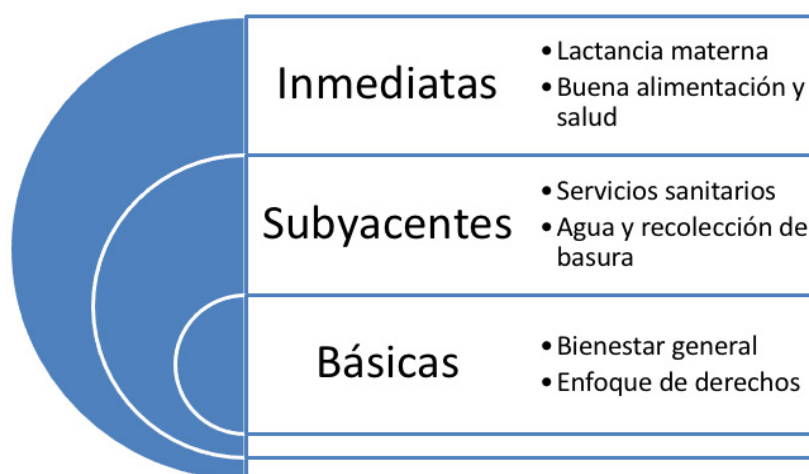 Inmediatas
• Lactancia materna
• Buena alimentación y
salud
Subyacentes
• Servicios sanitarios
• Agua y recolección de
basura
Básicas
• Bienestar general
• Enfoque de derechos